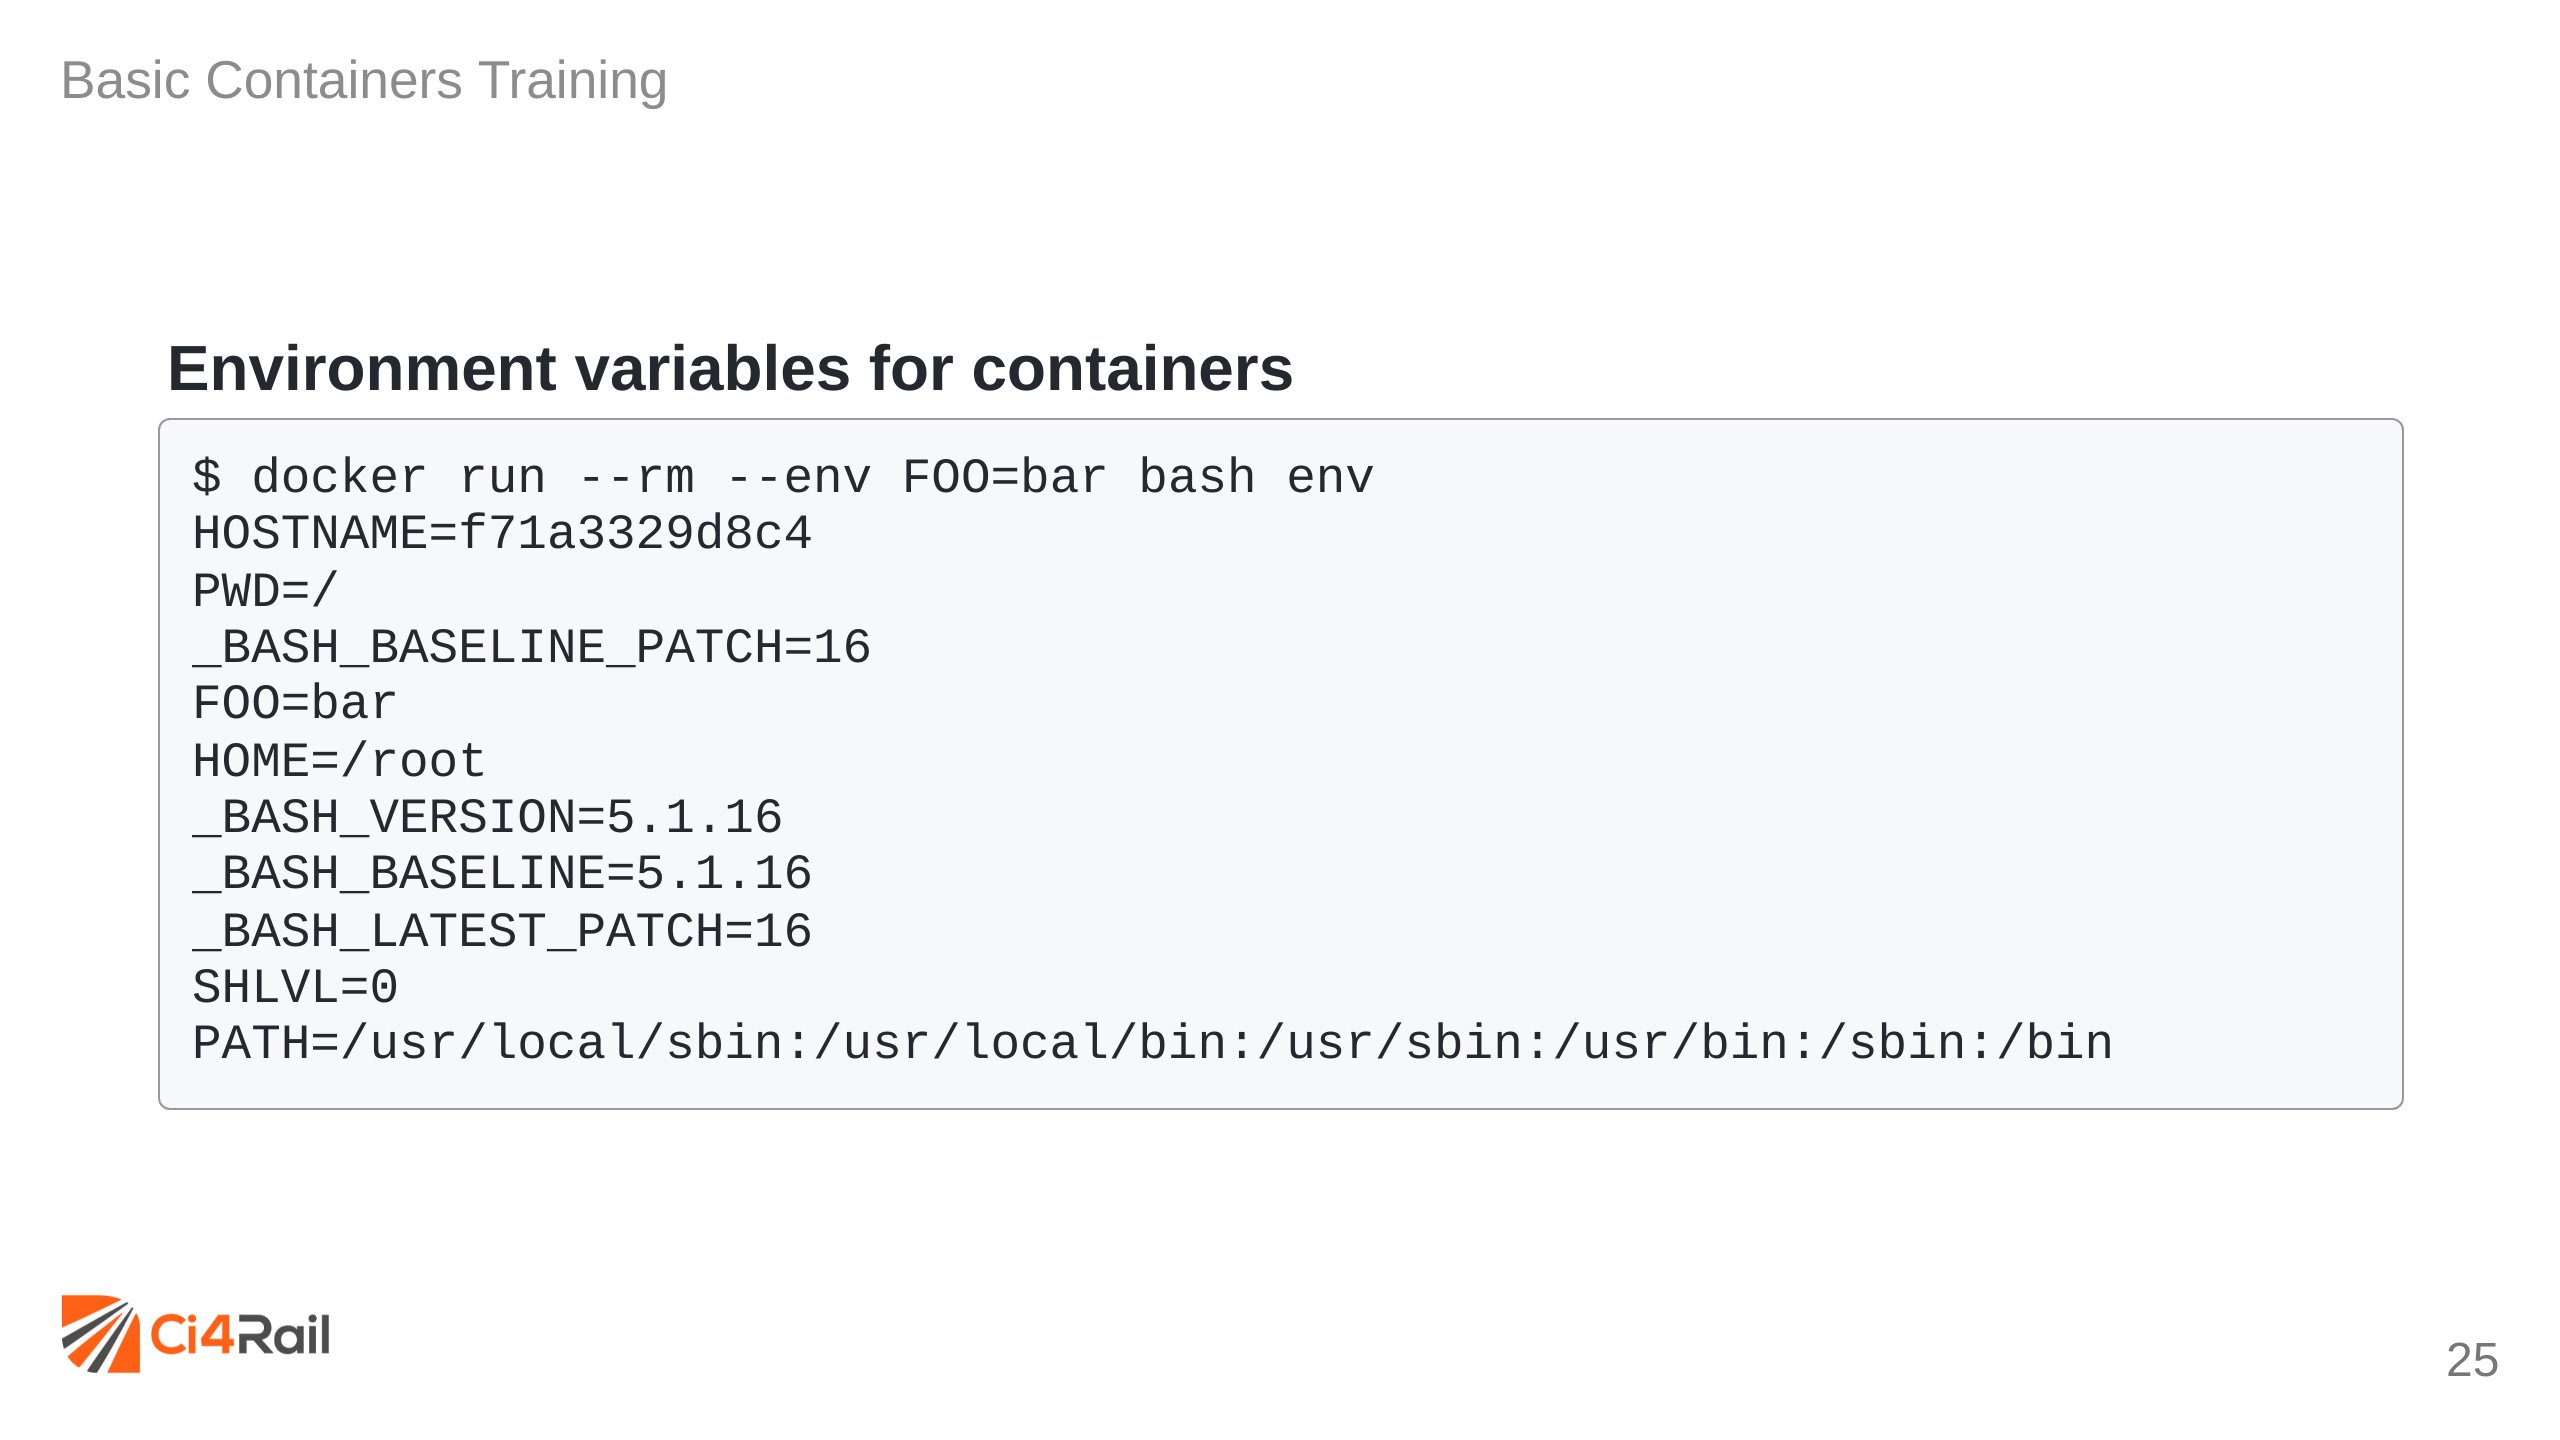 Basic Containers Training
Environment variables for containers
$ docker run --rm --env FOO=bar bash env
HOSTNAME=f71a3329d8c4
PWD=/
_BASH_BASELINE_PATCH=16
FOO=bar
HOME=/root
_BASH_VERSION=5.1.16
_BASH_BASELINE=5.1.16
_BASH_LATEST_PATCH=16
SHLVL=0
PATH=/usr/local/sbin:/usr/local/bin:/usr/sbin:/usr/bin:/sbin:/bin
Ci4Rail
25